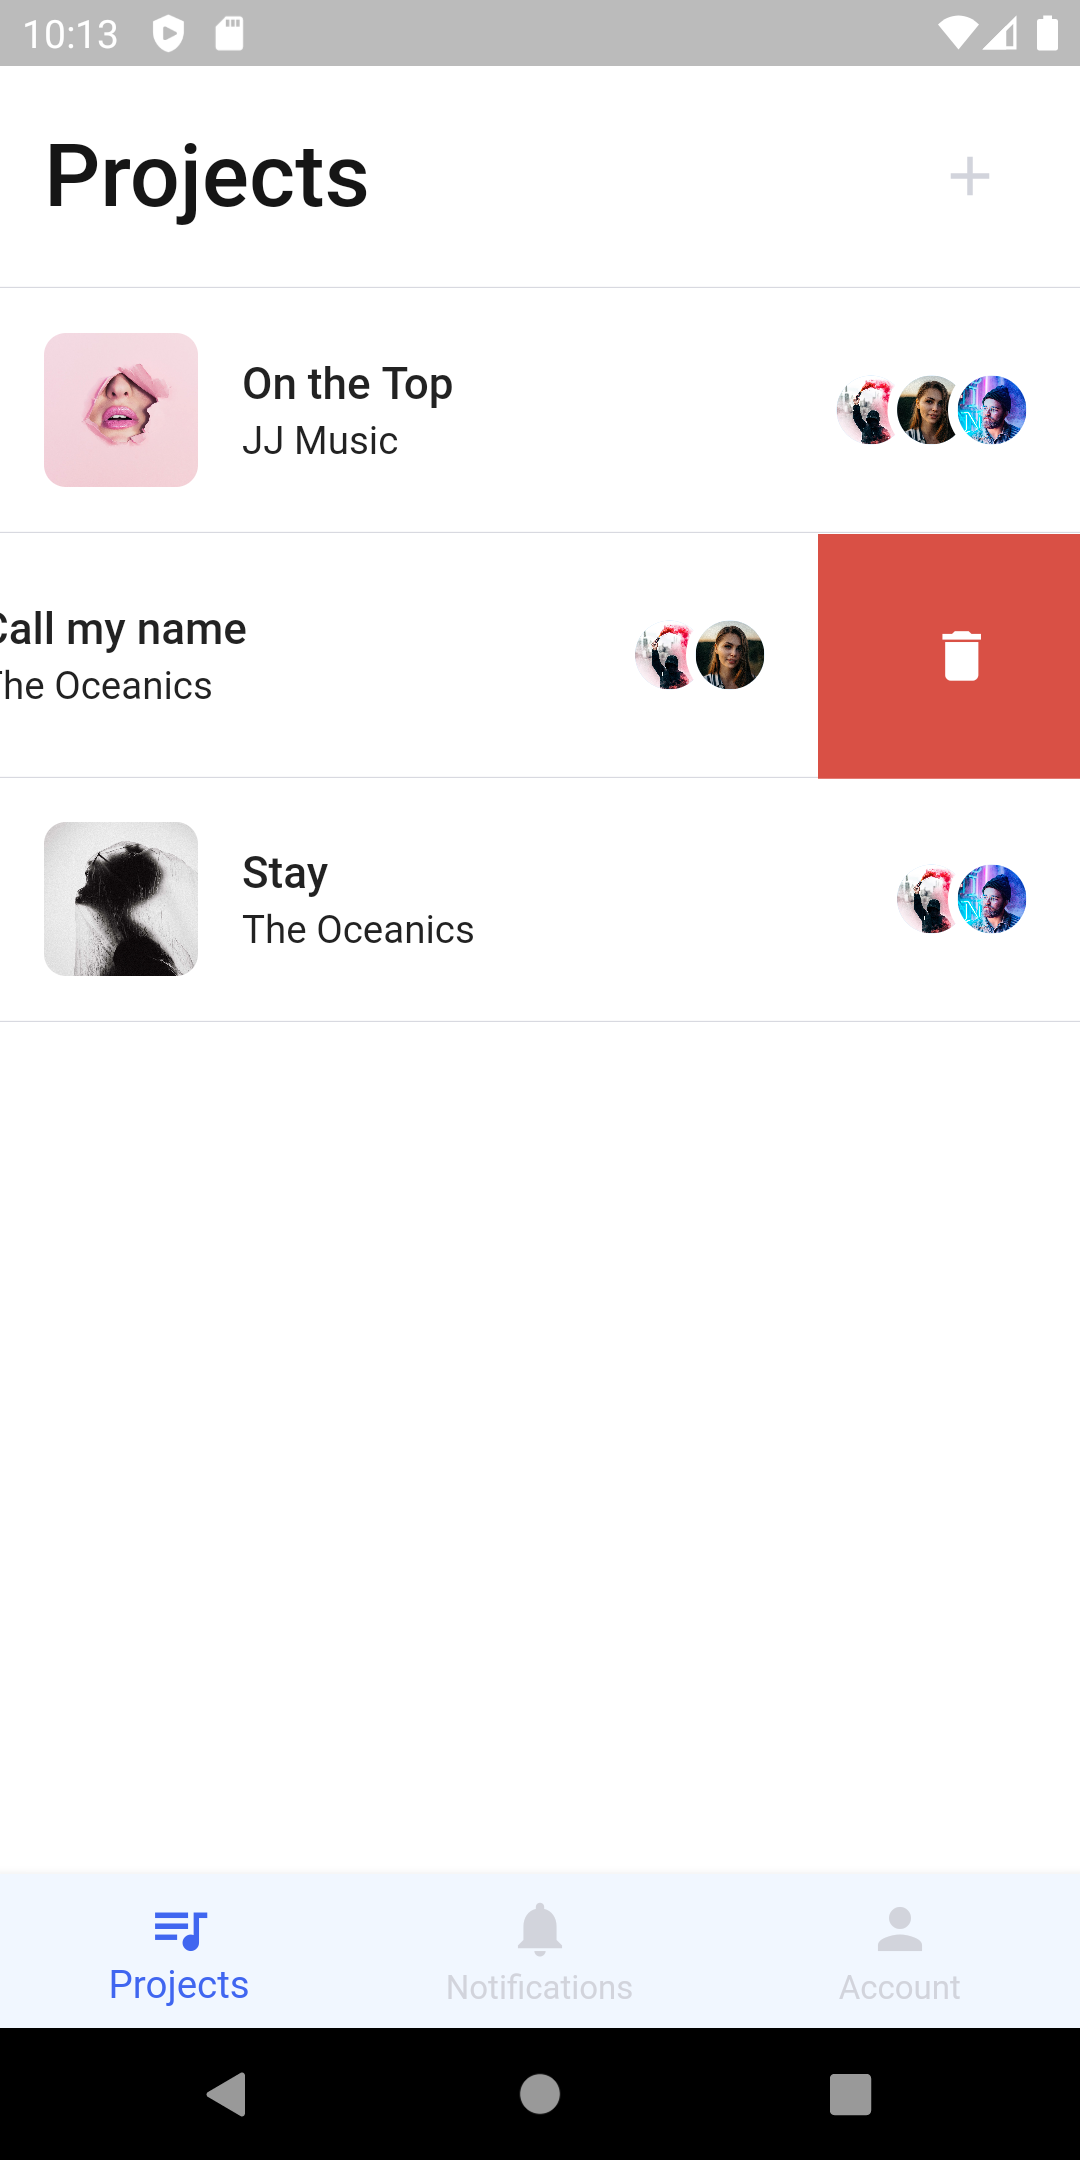 10:13
Projects
On the Top
JJ Music
Call my name
The Oceanics
Stay
The Oceanics
Projects
Notifications
Account